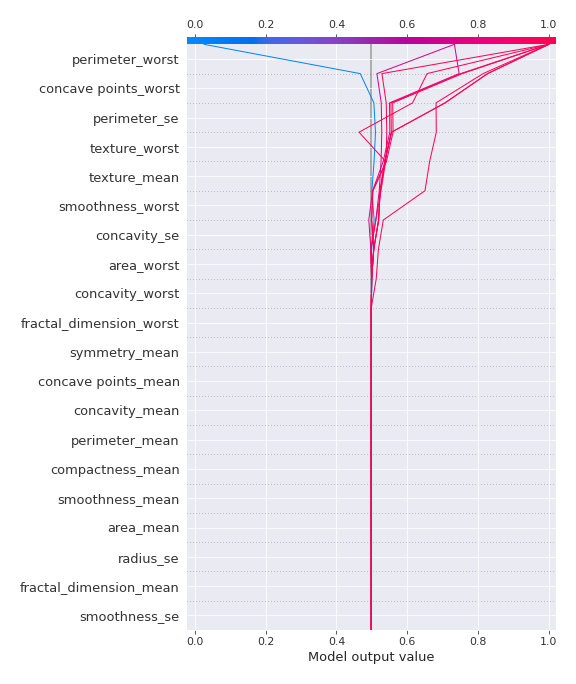 0.0 0.2 0.4 0.6 0.8 1.0
perimeter_worst
concave points_worst
perimeter_se
texture_worst
texture_mean
smoothness_worst
concavity_se
area_worst
concavity_worst
fractal_dimension_worst
symmetry_mean
concave points_mean
concavity_mean
perimeter_mean
compactness_mean
smoothness_mean
area_mean
radius_se
fractal_dimension_mean
smoothness_se
0.0 0.2 0.4 0.6 0.8 1.0
Model output value